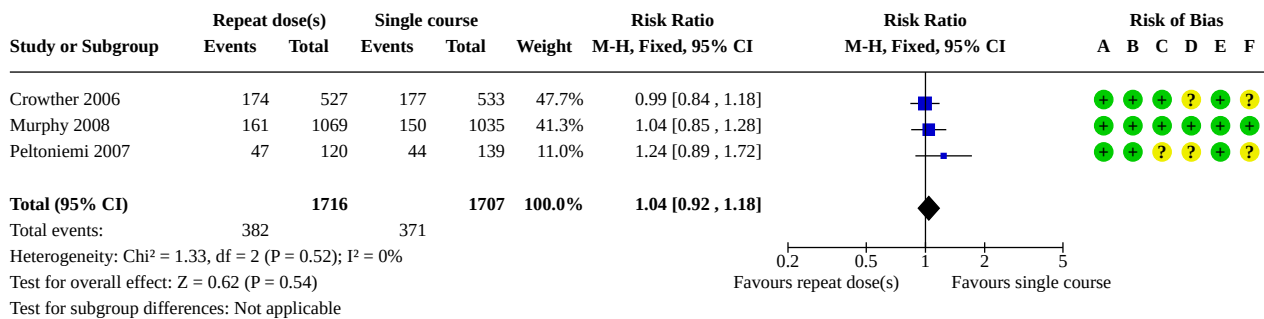 Repeat dose(s) Single course Risk Ratio Risk Ratio Risk of Bias
Study or Subgroup Events Total Events Total Weight M-H, Fixed, 95% CI M-H, Fixed, 95% CI A B C D E F
Crowther 2006 174 527 177 533 47.7% 0.99 [0.84 , 1.18] + + + ? + ?
Murphy 2008 161 1069 150 1035 41.3% 1.04 [0.85 , 1.28] + + + + + +
Peltoniemi 2007 47 120 44 139 11.0% 1.24 [0.89 , 1.72] + + ? ? + ?
Total (95% CI) 1716 1707 100.0% 1.04 [0.92 , 1.18]
Total events: 382 371
Heterogeneity: Chi² = 1.33, df = 2 (P = 0.52); I² = 0%
0.2 0.5 1 2 5
Test for overall effect: Z = 0.62 (P = 0.54) Favours repeat dose(s) Favours single course
Test for subgroup differences: Not applicable